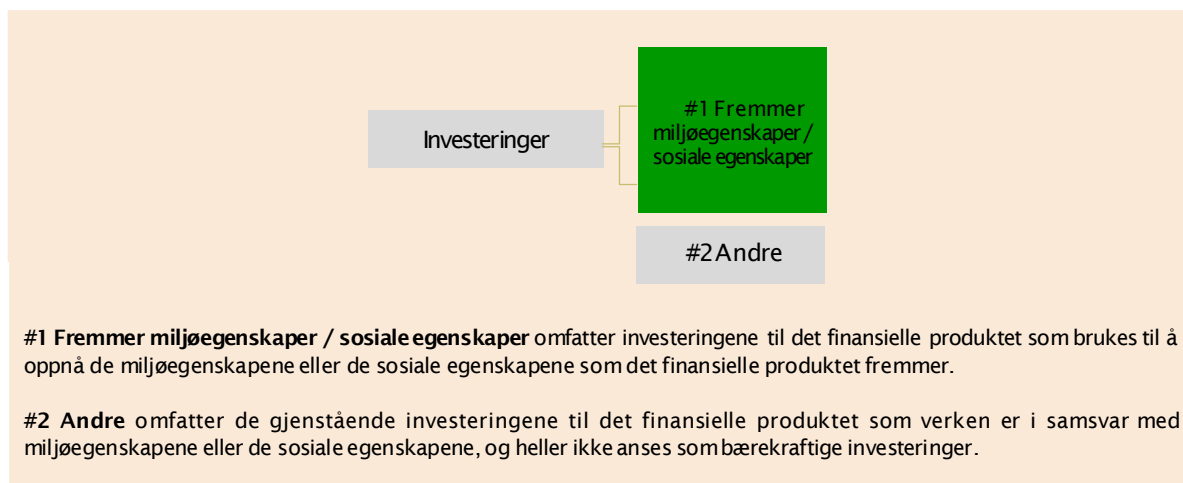 #1 Fremmer
miljøegenskaper /
sosiale egenskaper
Investeringer
#2 Andre
#1 Fremmer miljøegenskaper / sosiale egenskaper omfatter investeringene til det finansielle produktet som brukes til å
oppnå de miljøegenskapene eller de sosiale egenskapene som det finansielle produktet fremmer.
#2 Andre omfatter de gjenstående investeringene til det finansielle produktet som verken er i samsvar med
miljøegenskapene eller de sosiale egenskapene, og heller ikke anses som bærekraftige investeringer.